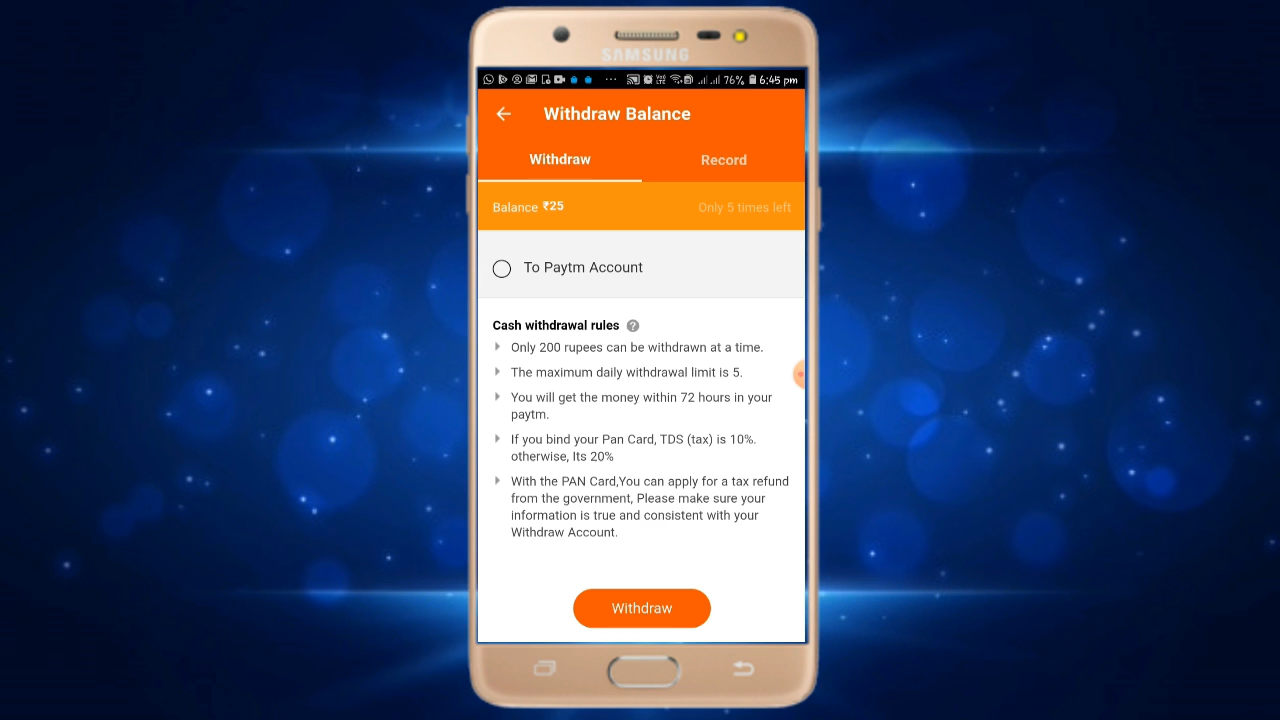 SAMSUNG
76% 6:45 pm
Withdraw Balance
Withdraw Record
Balance ₹25 Only 5 times left
To Paytm Account
Cash withdrawal rules ?
Only 200 rupees can be withdrawn at a time.
The maximum daily withdrawal limit is 5.
You will get the money within 72 hours in your
paytm.
If you bind your Pan Card, TDS (tax) is 10%.
otherwise, Its 20%
With the PAN Card,You can apply for a tax refund
from the government, Please make sure your
information is true and consistent with your
Withdraw Account.
Withdraw